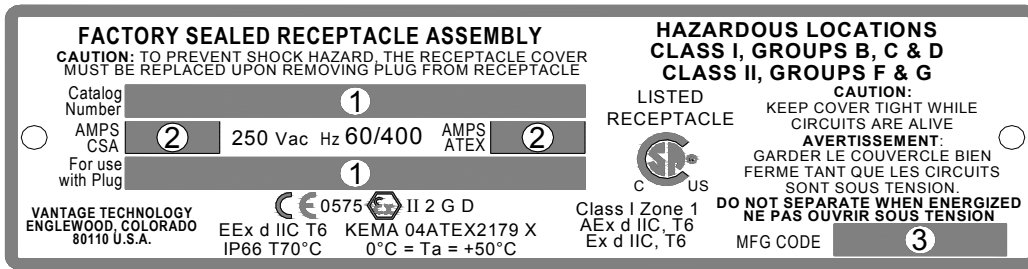 FACTORY SEALED RECEPTACLE ASSEMBLY
CAUTION: TO PREVENT SHOCK HAZARD, THE RECEPTACLE COVER
MUST BE REPLACED UPON REMOVING PLUG FROM RECEPTACLE
Catalog
Number
1
AMPS
CSA
2
250 Vac Hz 60/400
AMPS
ATEX
2
For use
with Plug
1
VANTAGE TECHNOLOGY
ENGLEWOOD, COLORADO
80110 U.S.A.
CE 0575 Ex II 2 G D
EEx d IIC T6 KEMA 04ATEX2179 X
IP66 T70°C 0°C = Ta = +50°C
HAZARDOUS LOCATIONS
CLASS I, GROUPS B, C & D
CLASS II, GROUPS F & G
LISTED
RECEPTACLE
C US
Class I Zone 1
AEx d IIC, T6
Ex d IIC, T6
CAUTION:
KEEP COVER TIGHT WHILE
CIRCUITS ARE ALIVE
AVERTISSEMENT:
GARDER LE COUVERCLE BIEN
FERME TANT QUE LES CIRCUITS
SONT SOUS TENSION.
DO NOT SEPARATE WHEN ENERGIZED
NE PAS OUVRIR SOUS TENSION
MFG CODE
3